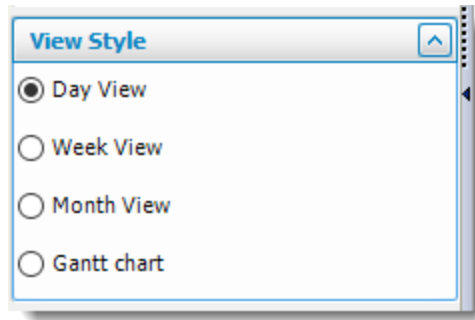 View Style
Day View
Week View
Month View
Gantt chart